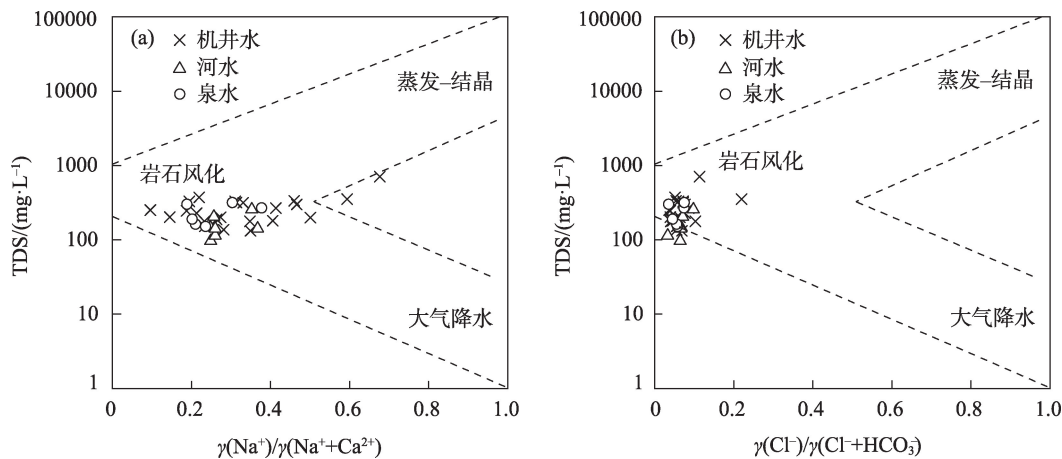 (a)
× 机井水
△ 河水
○ 泉水
蒸发–结晶
岩石风化
大气降水
100000
10000
1000
100
10
1
TDS/(mg·L⁻¹)
0
0.2
0.4
0.6
0.8
1.0
γ(Na⁺)/γ(Na⁺+Ca²⁺)
(b)
× 机井水
△ 河水
○ 泉水
蒸发–结晶
岩石风化
大气降水
100000
10000
1000
100
10
1
TDS/(mg·L⁻¹)
0
0.2
0.4
0.6
0.8
1.0
γ(Cl⁻)/γ(Cl⁻+HCO₃⁻)